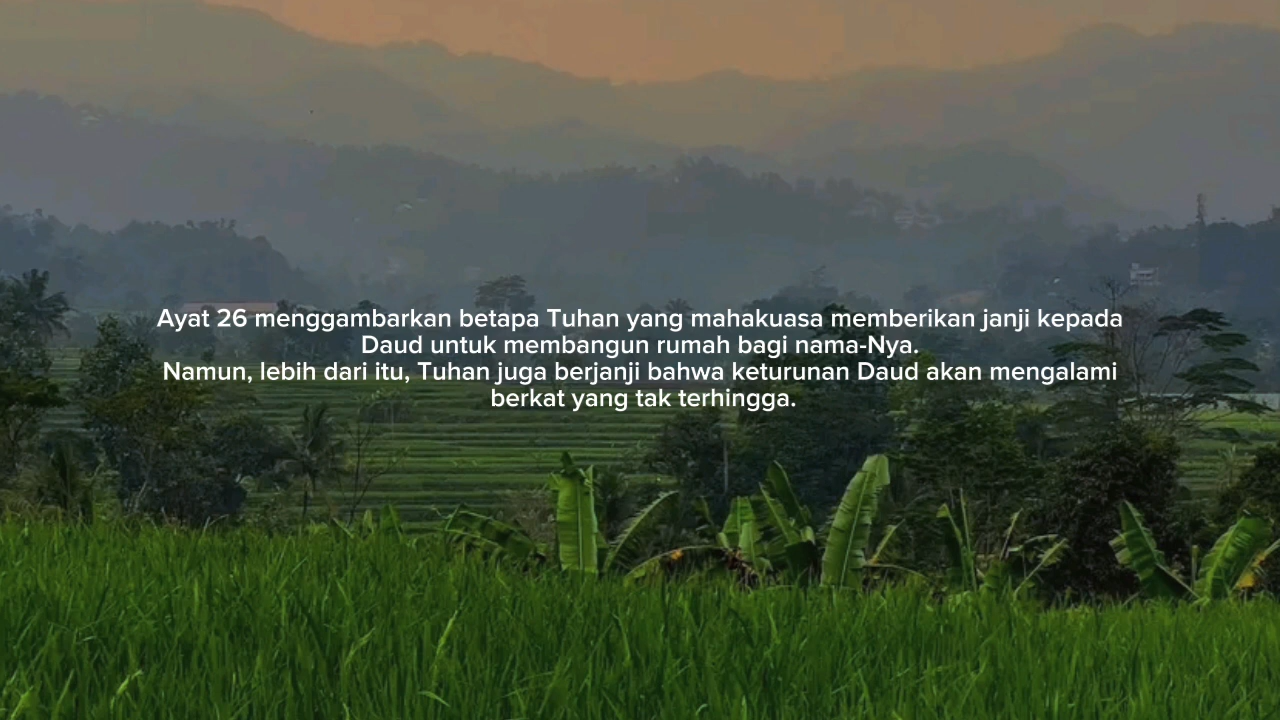 Ayat 26 menggambarkan betapa Tuhan yang mahakuasa memberikan janji kepada
Daud untuk membangun rumah bagi nama-Nya.
Namun, lebih dari itu, Tuhan juga berjanji bahwa keturunan Daud akan mengalami
berkat yang tak terhingga.